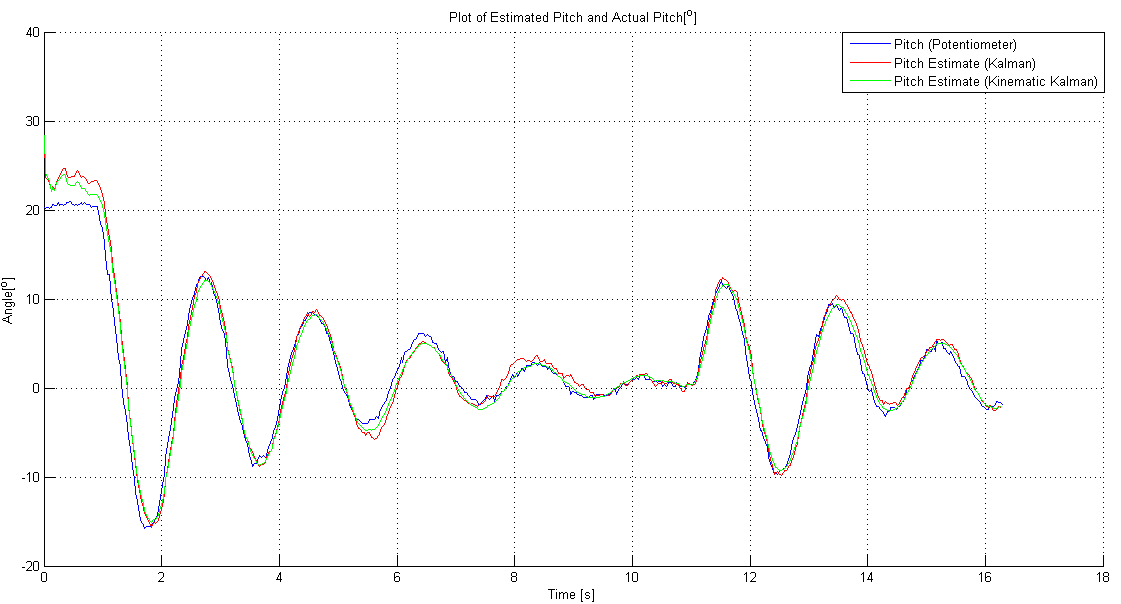 Plot of Estimated Pitch and Actual Pitch[º]
Pitch (Potentiometer)
Pitch Estimate (Kalman)
Pitch Estimate (Kinematic Kalman)
40
30
20
10
0
-10
-20
Angle[º]
0 2 4 6 8 10 12 14 16 18
Time [s]